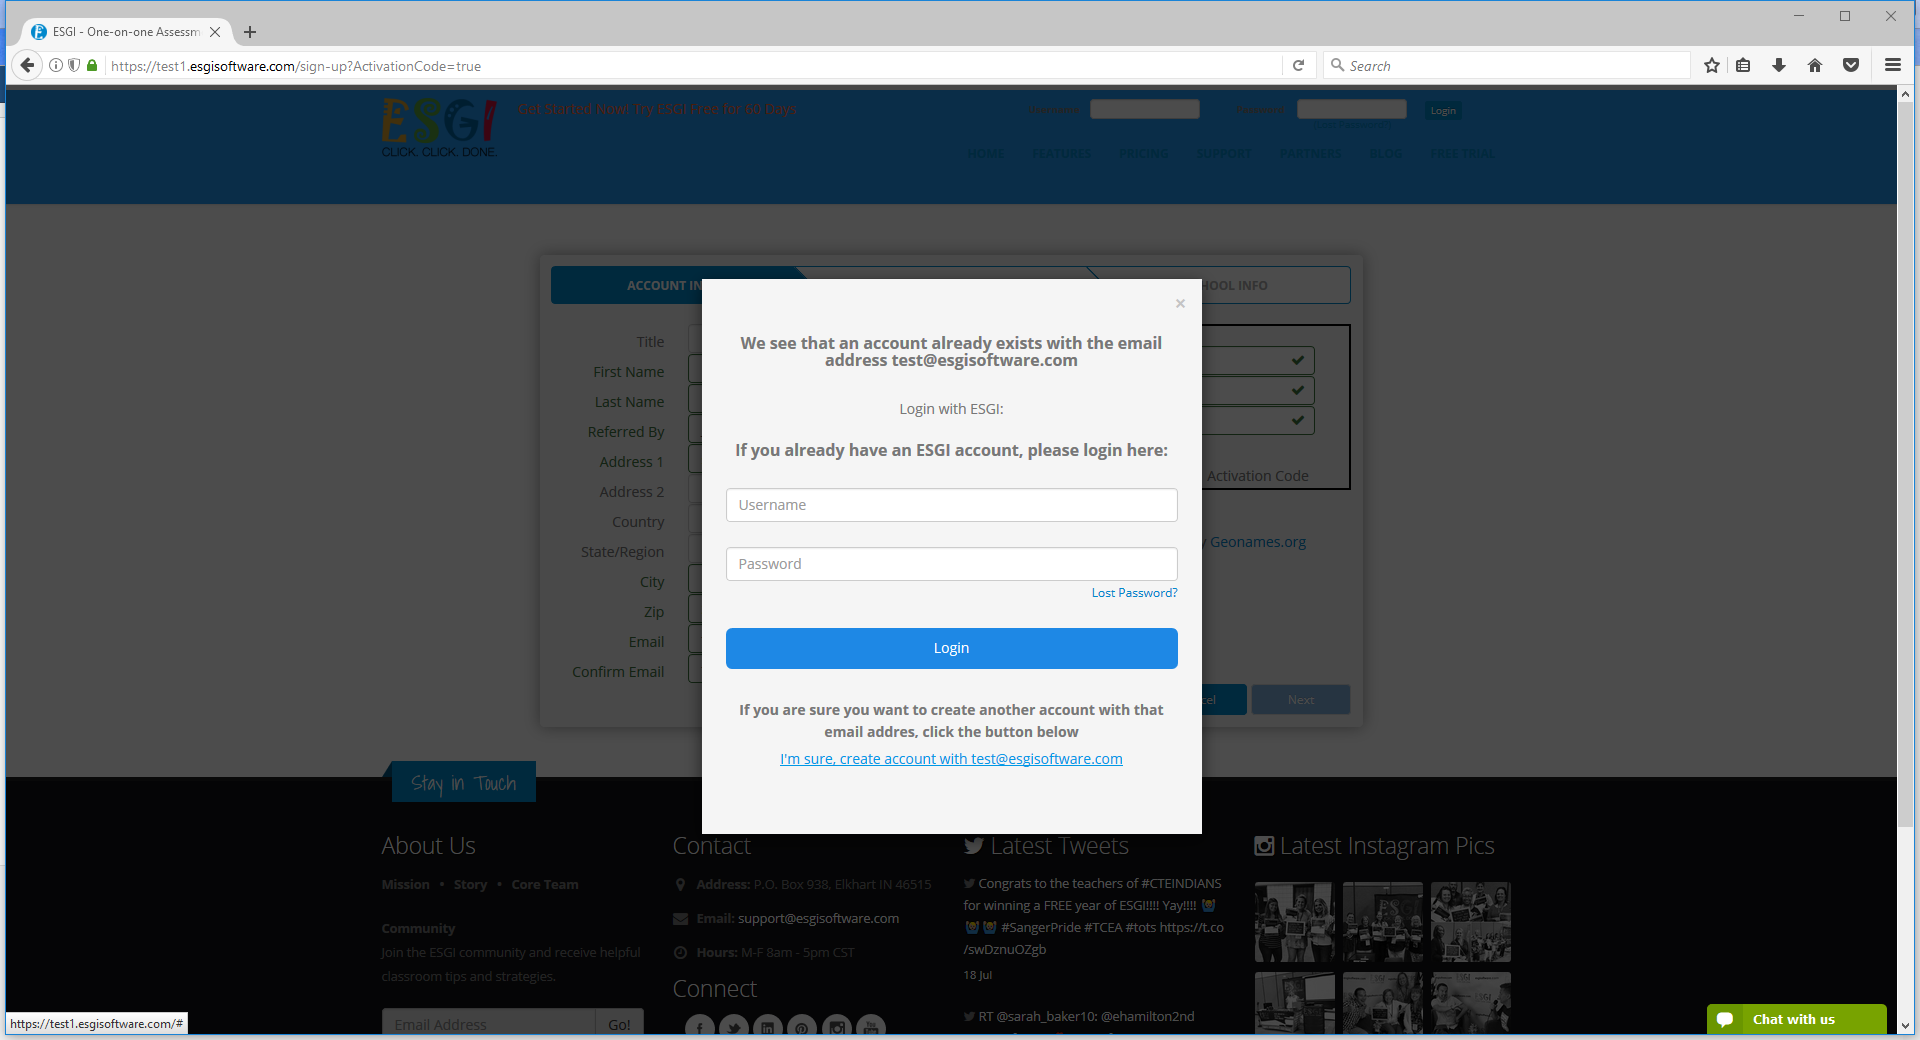 ESGI - One-on-one Assessm
https://test1.esgisoftware.com/sign-up?ActivationCode=true
Search
ESGI
CLICK. CLICK. DONE.
Get Started Now! Try ESGI Free for 60 Days
Login
HOME FEATURES PRICING SUPPORT PARTNERS BLOG FREE TRIAL
ACCOUNT IN
HOOL INFO
Title
First Name
Last Name
Referred By
Address 1
Address 2
Country
State/Region
City
Zip
Email
Confirm Email
Activation Code
y Geonames.org
cel
Next
×
We see that an account already exists with the email
address test@esgisoftware.com
Login with ESGI:
If you already have an ESGI account, please login here:
Username
Password
Lost Password?
Login
If you are sure you want to create another account with that
email addres, click the button below
I'm sure, create account with test@esgisoftware.com
Stay in Touch
About Us
Mission • Story • Core Team
Community
Join the ESGI community and receive helpful
classroom tips and strategies.
Email Address
Go!
Contact
Address: P.O. Box 938, Elkhart IN 46515
Email: support@esgisoftware.com
Hours: M-F 8am - 5pm CST
Connect
Latest Tweets
Congrats to the teachers of #CTEINDIANS
for winning a FREE year of ESGI!!!! Yay!!!!
#SangerPride #TCEA #tots https://t.co
/swDznuOZgb
18 Jul
RT @sarah_baker10: @ehamilton2nd
Latest Instagram Pics
https://test1.esgisoftware.com/#
Chat with us